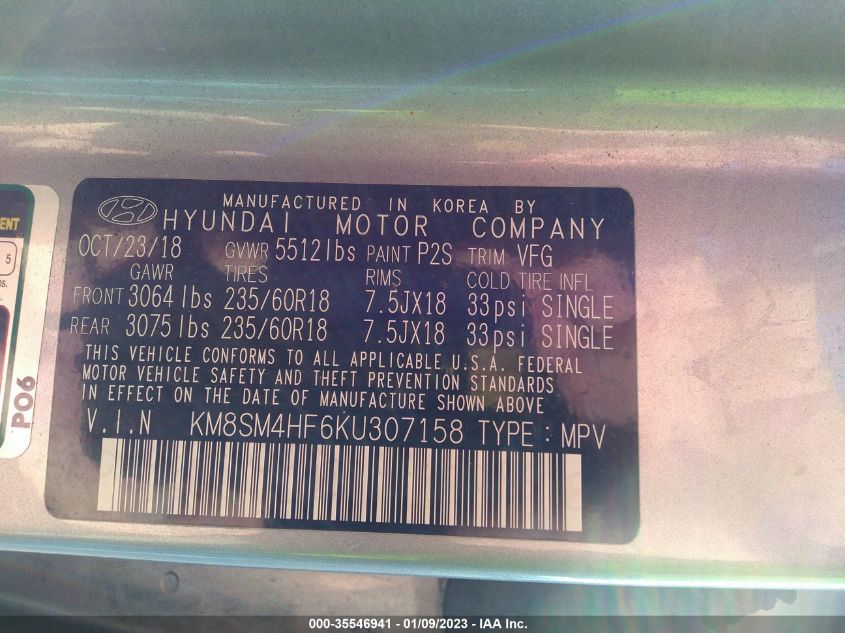 MANUFACTURED IN KOREA BY
HYUNDAI MOTOR COMPANY
OCT/23/18 GVWR 5512lbs PAINT P2S TRIM VFG
GAWR TIRES RIMS COLD TIRE INFL
FRONT 3064lbs 235/60R18 7.5JX18 33psi SINGLE
REAR 3075lbs 235/60R18 7.5JX18 33psi SINGLE
THIS VEHICLE CONFORMS TO ALL APPLICABLE U.S.A. FEDERAL
MOTOR VEHICLE SAFETY AND THEFT PREVENTION STANDARDS
IN EFFECT ON THE DATE OF MANUFACTURE SHOWN ABOVE
V.I.N KM8SM4HF6KU307158 TYPE : MPV
5
PO6
000-35546941 - 01/09/2023 - IAA Inc.